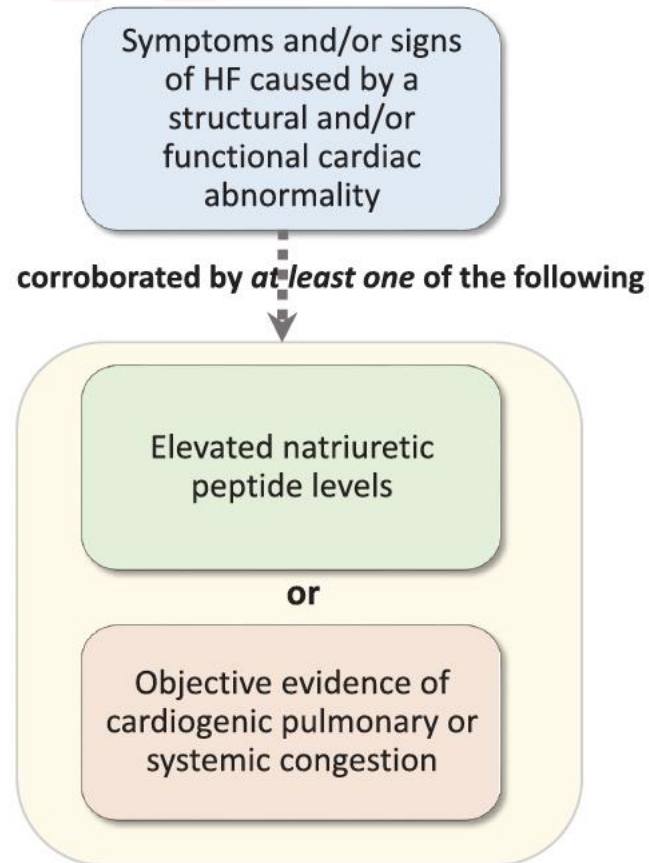 Symptoms and/or signs
of HF caused by a
structural and/or
functional cardiac
abnormality
corroborated by at least one of the following
Elevated natriuretic
peptide levels
or
Objective evidence of
cardiogenic pulmonary or
systemic congestion